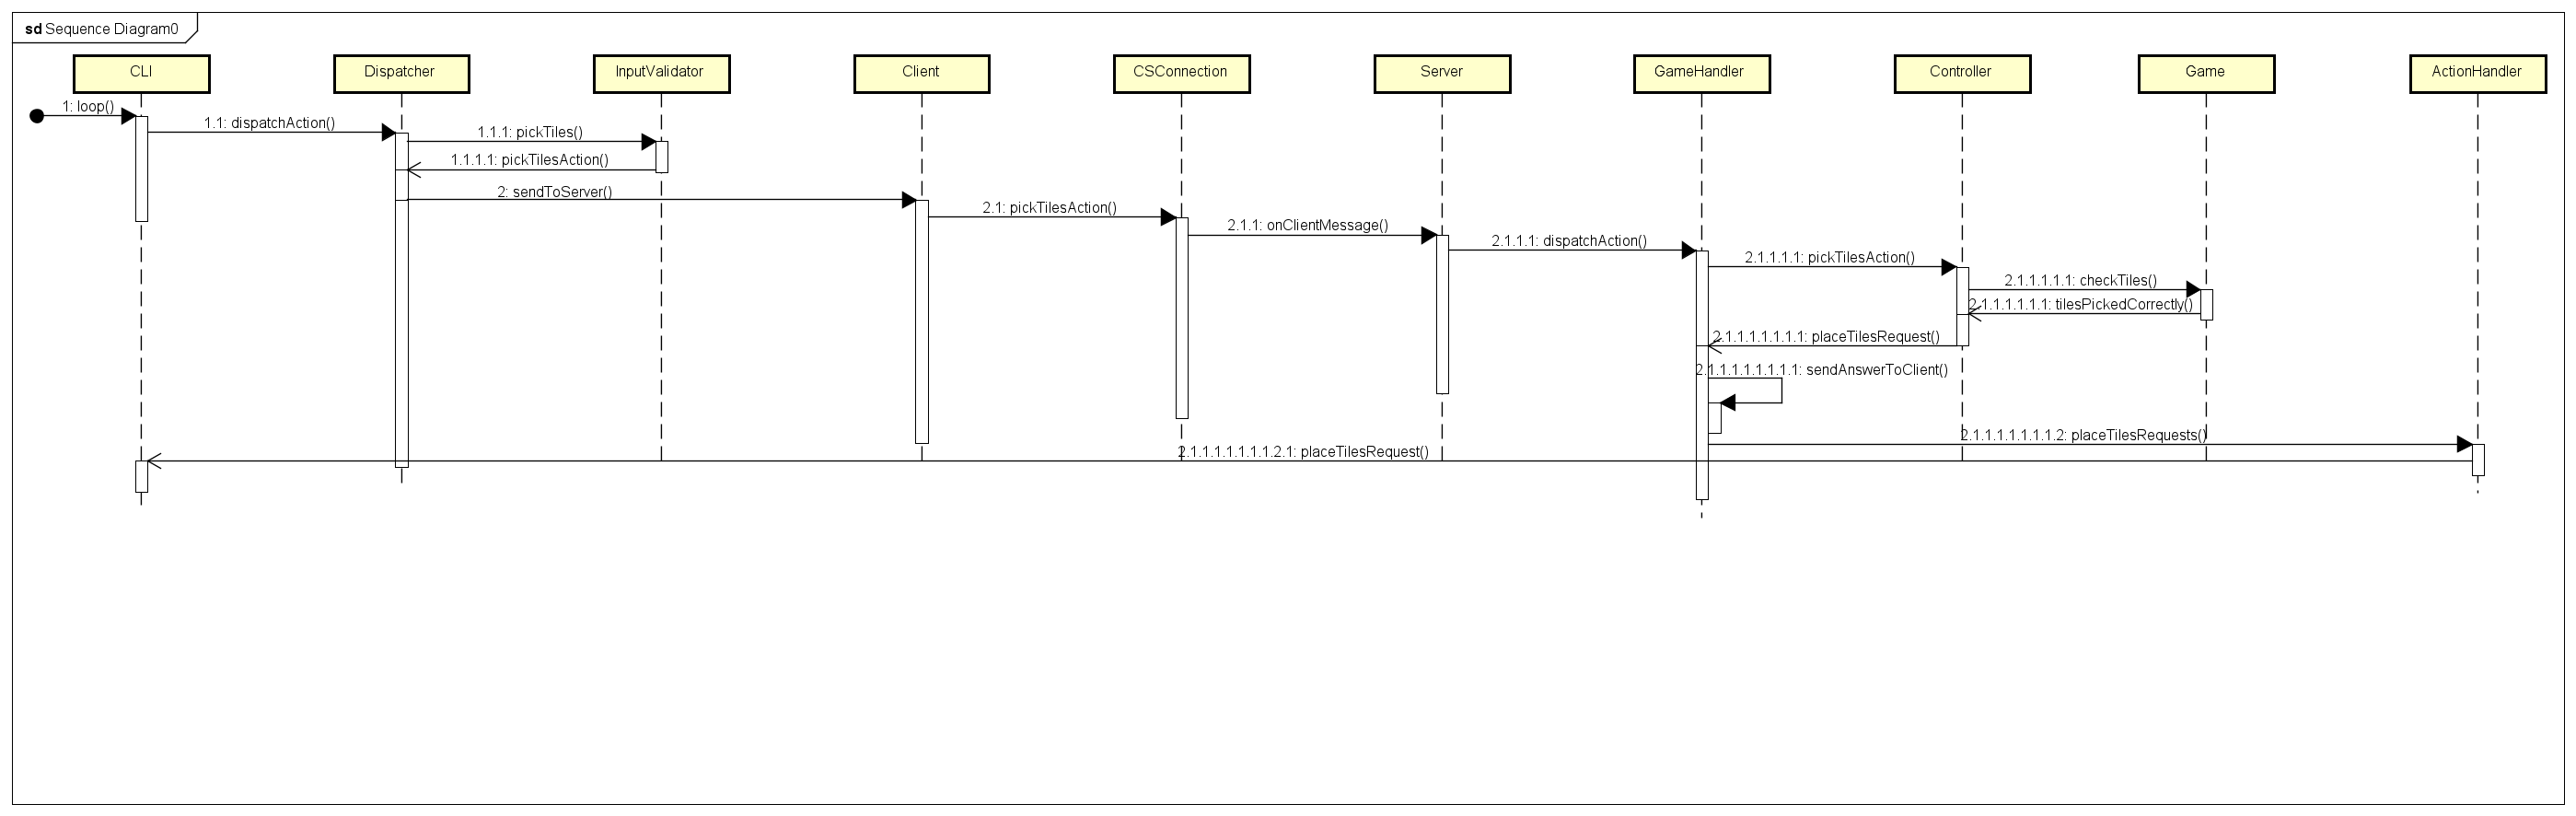 sd Sequence Diagram0
CLI
Dispatcher
InputValidator
Client
CSConnection
Server
GameHandler
Controller
Game
ActionHandler
1: loop()
1.1: dispatchAction()
1.1.1: pickTiles()
1.1.1.1: pickTilesAction()
2: sendToServer()
2.1: pickTilesAction()
2.1.1: onClientMessage()
2.1.1.1: dispatchAction()
2.1.1.1.1: pickTilesAction()
2.1.1.1.1.1: checkTiles()
2.1.1.1.1.1.1: tilesPickedCorrectly()
2.1.1.1.1.1.1.1: placeTilesRequest()
2.1.1.1.1.1.1.1.1: sendAnswerToClient()
2.1.1.1.1.1.1.1.2: placeTilesRequests()
2.1.1.1.1.1.1.1.2.1: placeTilesRequest()